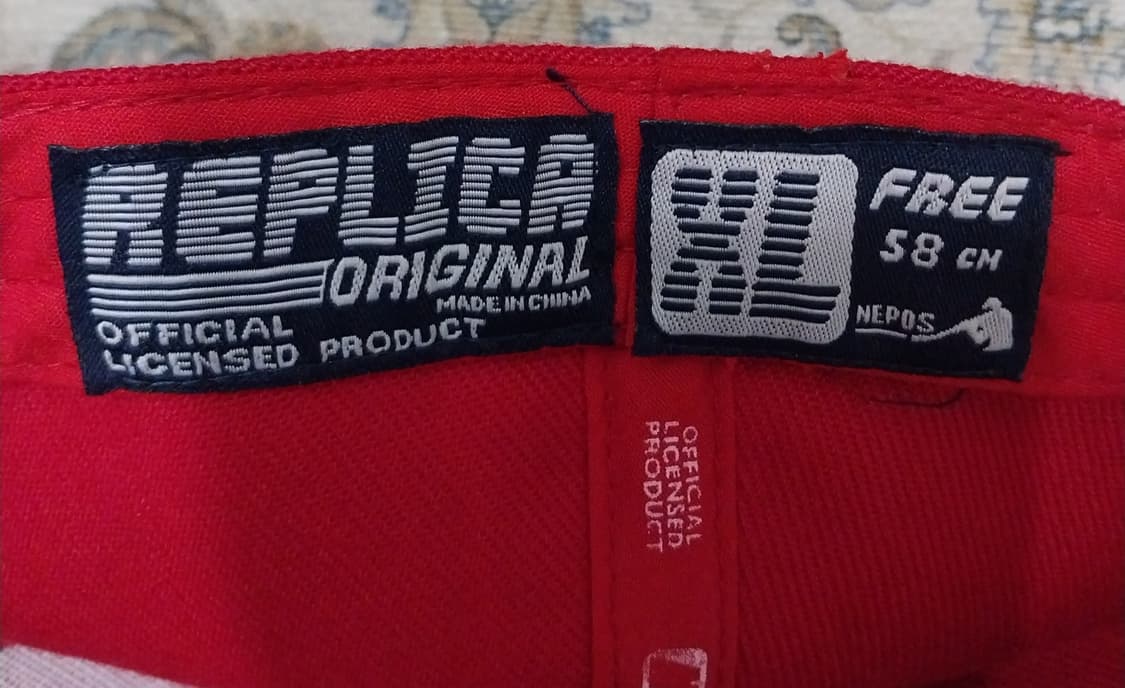 REPLICA
ORIGINAL
MADE IN CHINA
OFFICIAL
LICENSED PRODUCT
XL
FREE
58 CM
NEPOS
OFFICIAL
LICENSED
PRODUCT